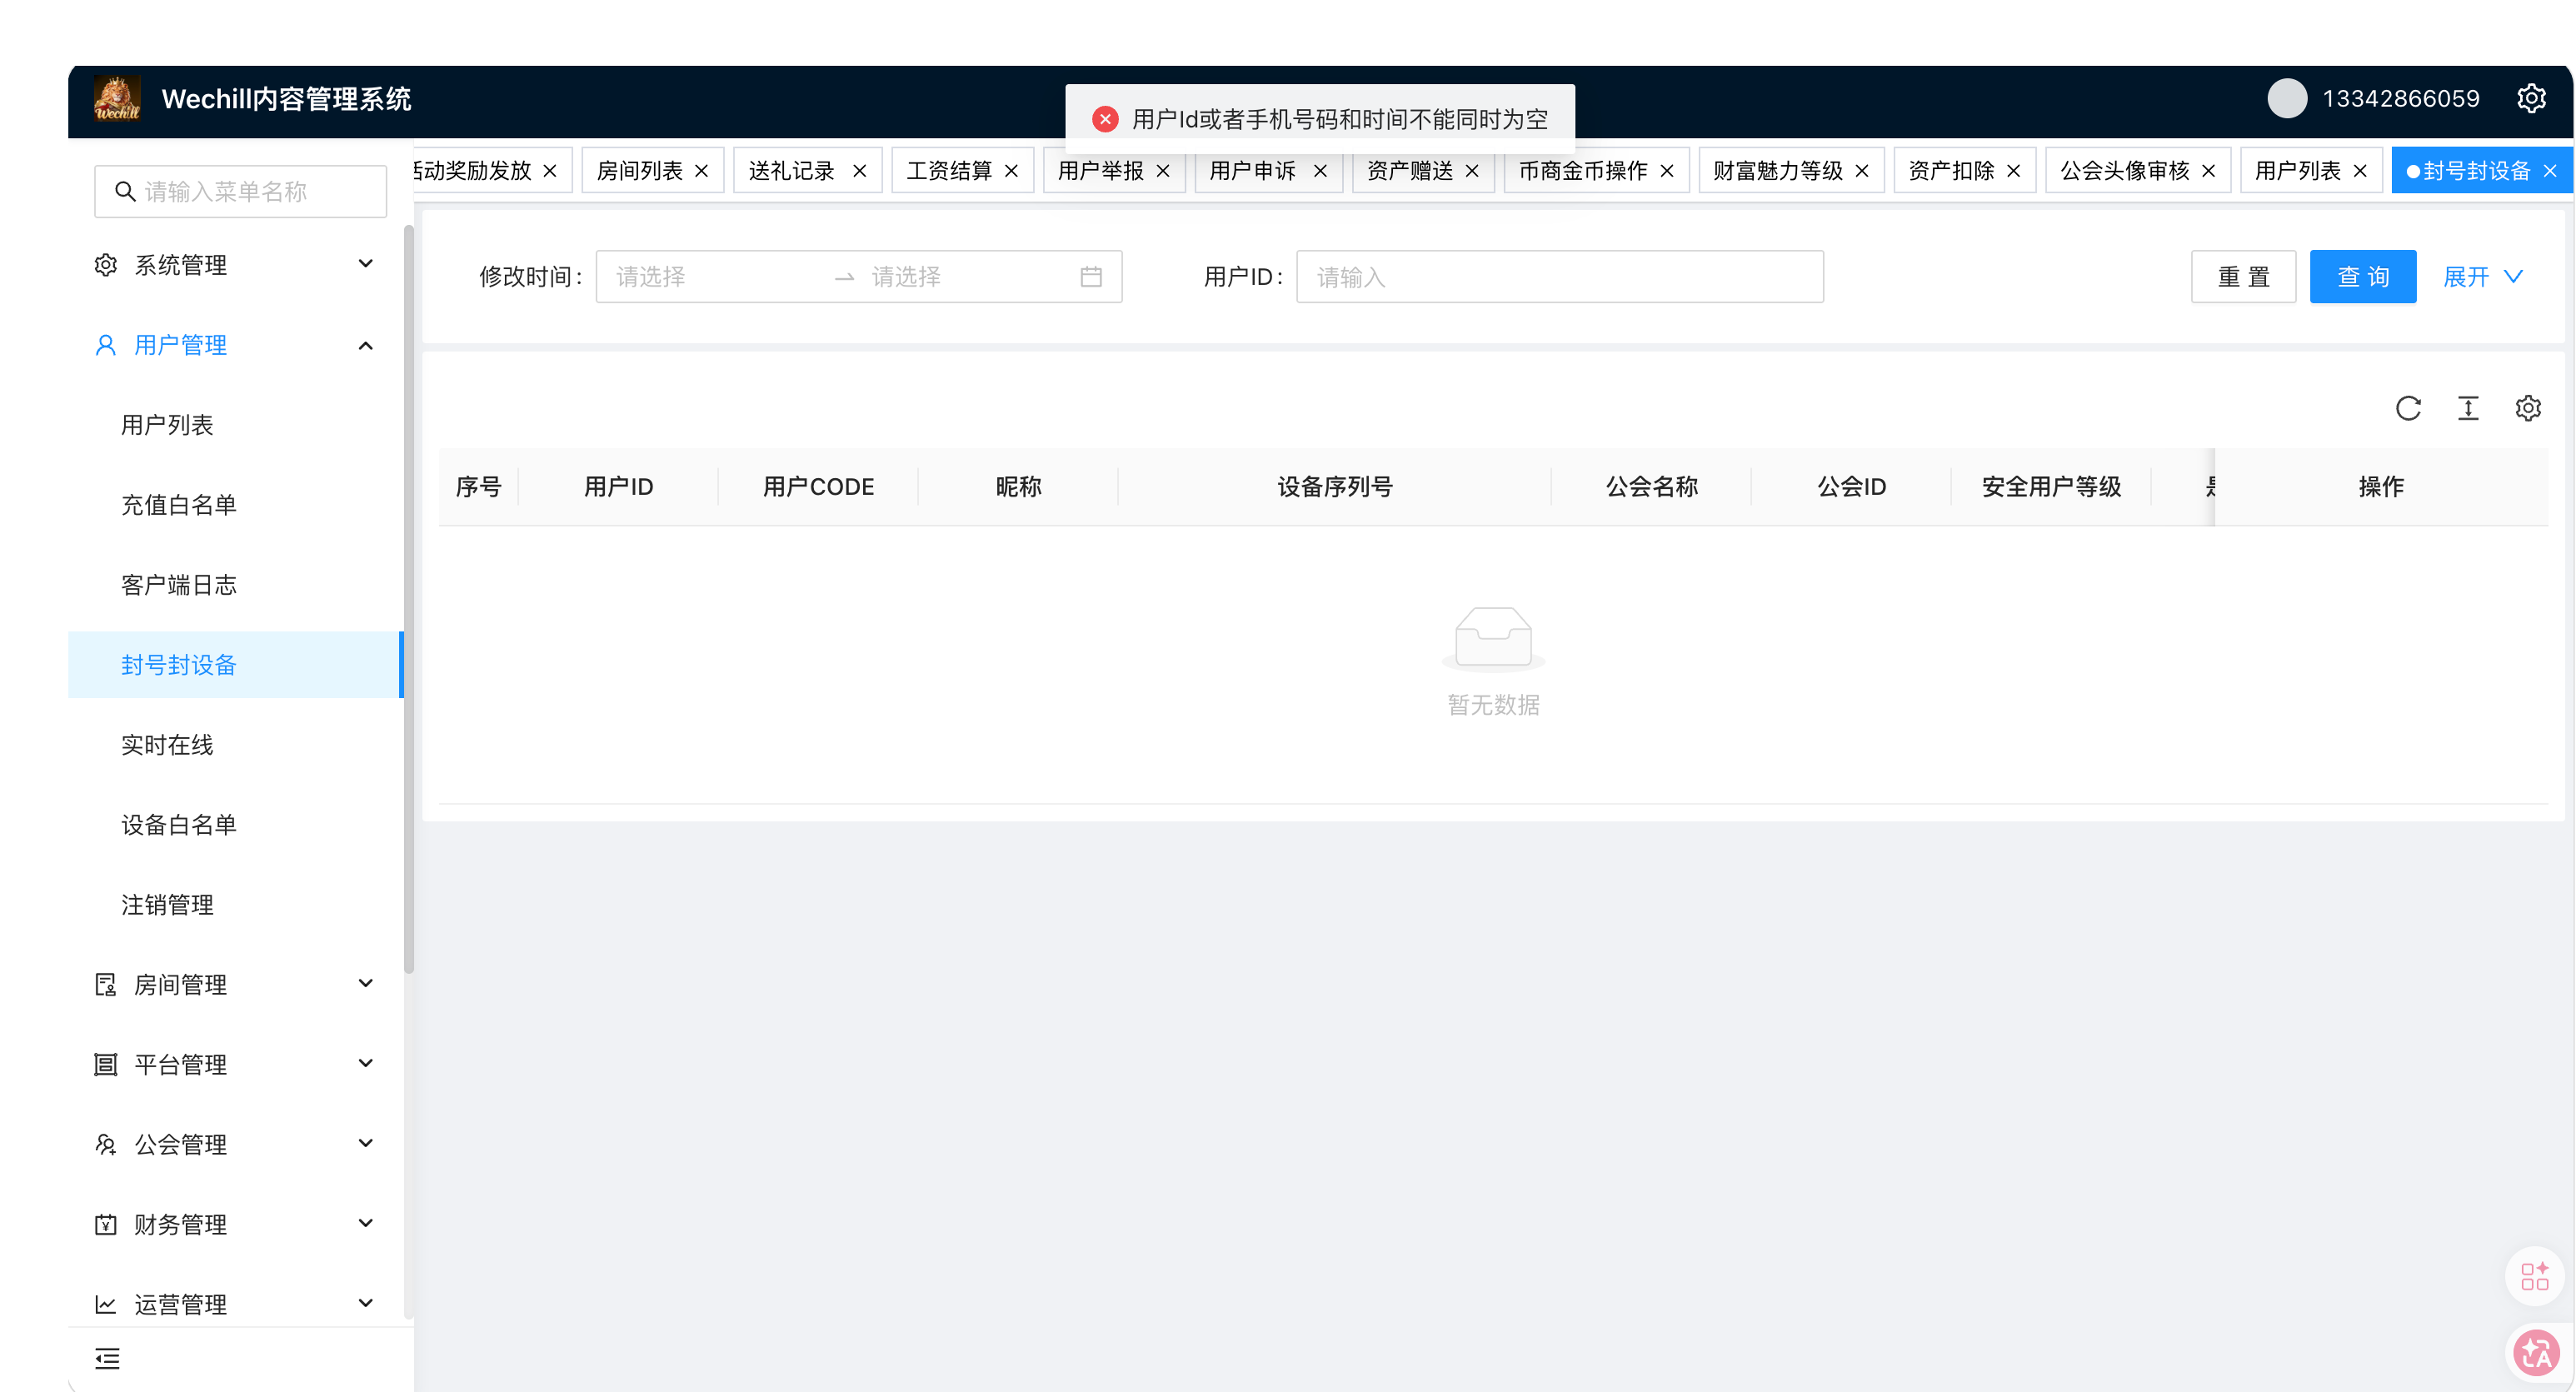 Wechill
Wechill内容管理系统
用户Id或者手机号码和时间不能同时为空
13342866059
请输入菜单名称
动奖励发放
房间列表
送礼记录
工资结算
用户举报
用户申诉
资产赠送
币商金币操作
财富魅力等级
资产扣除
公会头像审核
用户列表
封号封设备
系统管理
用户管理
用户列表
充值白名单
客户端日志
封号封设备
实时在线
设备白名单
注销管理
房间管理
平台管理
公会管理
财务管理
运营管理
修改时间: 请选择 请选择 用户ID: 请输入 重 置 查 询 展开
序号 用户ID 用户CODE 昵称 设备序列号 公会名称 公会ID 安全用户等级 操作
暂无数据